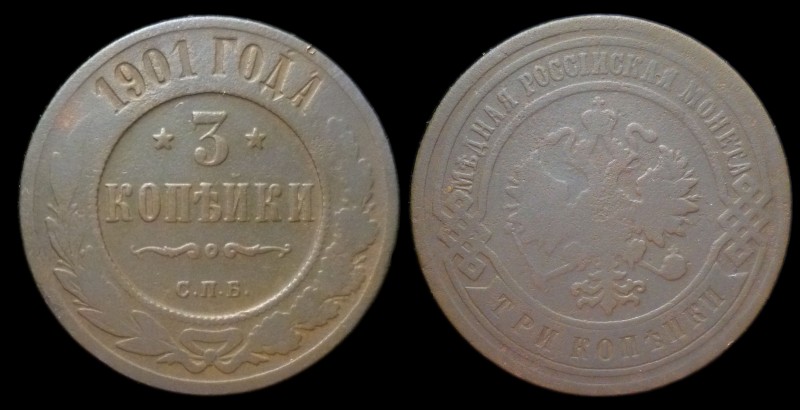 1901 ГОДА
3
КОПѢЙКИ
С.П.Б.
МѢДНАЯ РОССІЙСКАЯ МОНЕТА
ТРИ КОПѢЙКИ